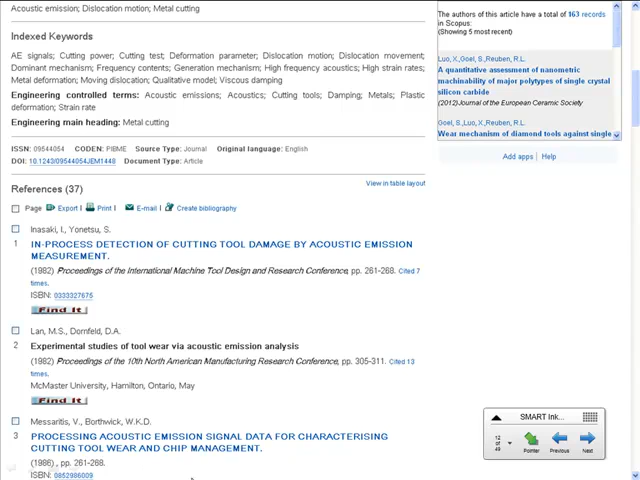 Acoustic emission; Dislocation motion; Metal cutting
Indexed Keywords
AE signals; Cutting power; Cutting test; Deformation parameter; Dislocation motion; Dislocation movement;
Dominant mechanism; Frequency contents; Generation mechanism; High frequency acoustics; High strain rates;
Metal deformation; Moving dislocation; Qualitative model; Viscous damping
Engineering controlled terms: Acoustic emissions; Acoustics; Cutting tools; Damping; Metals; Plastic
deformation; Strain rate
Engineering main heading: Metal cutting
ISSN: 09544054 CODEN: PIBME Source Type: Journal Original language: English
DOI: 10.1243/09544054JEM1448 Document Type: Article
References (37)
View in table layout
Page Export Print E-mail Create bibliography
Inasaki, I., Yonetsu, S.
1 IN-PROCESS DETECTION OF CUTTING TOOL DAMAGE BY ACOUSTIC EMISSION
MEASUREMENT.
(1982) Proceedings of the International Machine Tool Design and Research Conference, pp. 261-268. Cited 7
times.
ISBN: 0333327675
Find It
Lan, M.S., Dornfeld, D.A.
2 Experimental studies of tool wear via acoustic emission analysis
(1982) Proceedings of the 10th North American Manufacturing Research Conference, pp. 305-311. Cited 13
times.
McMaster University, Hamilton, Ontario, May
Find It
Messaritis, V., Borthwick, W.K.D.
3 PROCESSING ACOUSTIC EMISSION SIGNAL DATA FOR CHARACTERISING
CUTTING TOOL WEAR AND CHIP MANAGEMENT.
(1986) , pp. 261-268.
ISBN: 0852986009
The authors of this article have a total of 163 records
in Scopus:
(Showing 5 most recent)
Luo, X.,Goel, S.,Reuben, R.L.
A quantitative assessment of nanometric
machinability of major polytypes of single crystal
silicon carbide
(2012)Journal of the European Ceramic Society
Goel, S.,Luo, X.,Reuben, R.L.
Wear mechanism of diamond tools against single
Add apps | Help
SMART Ink...
12
of
49
Pointer Previous Next